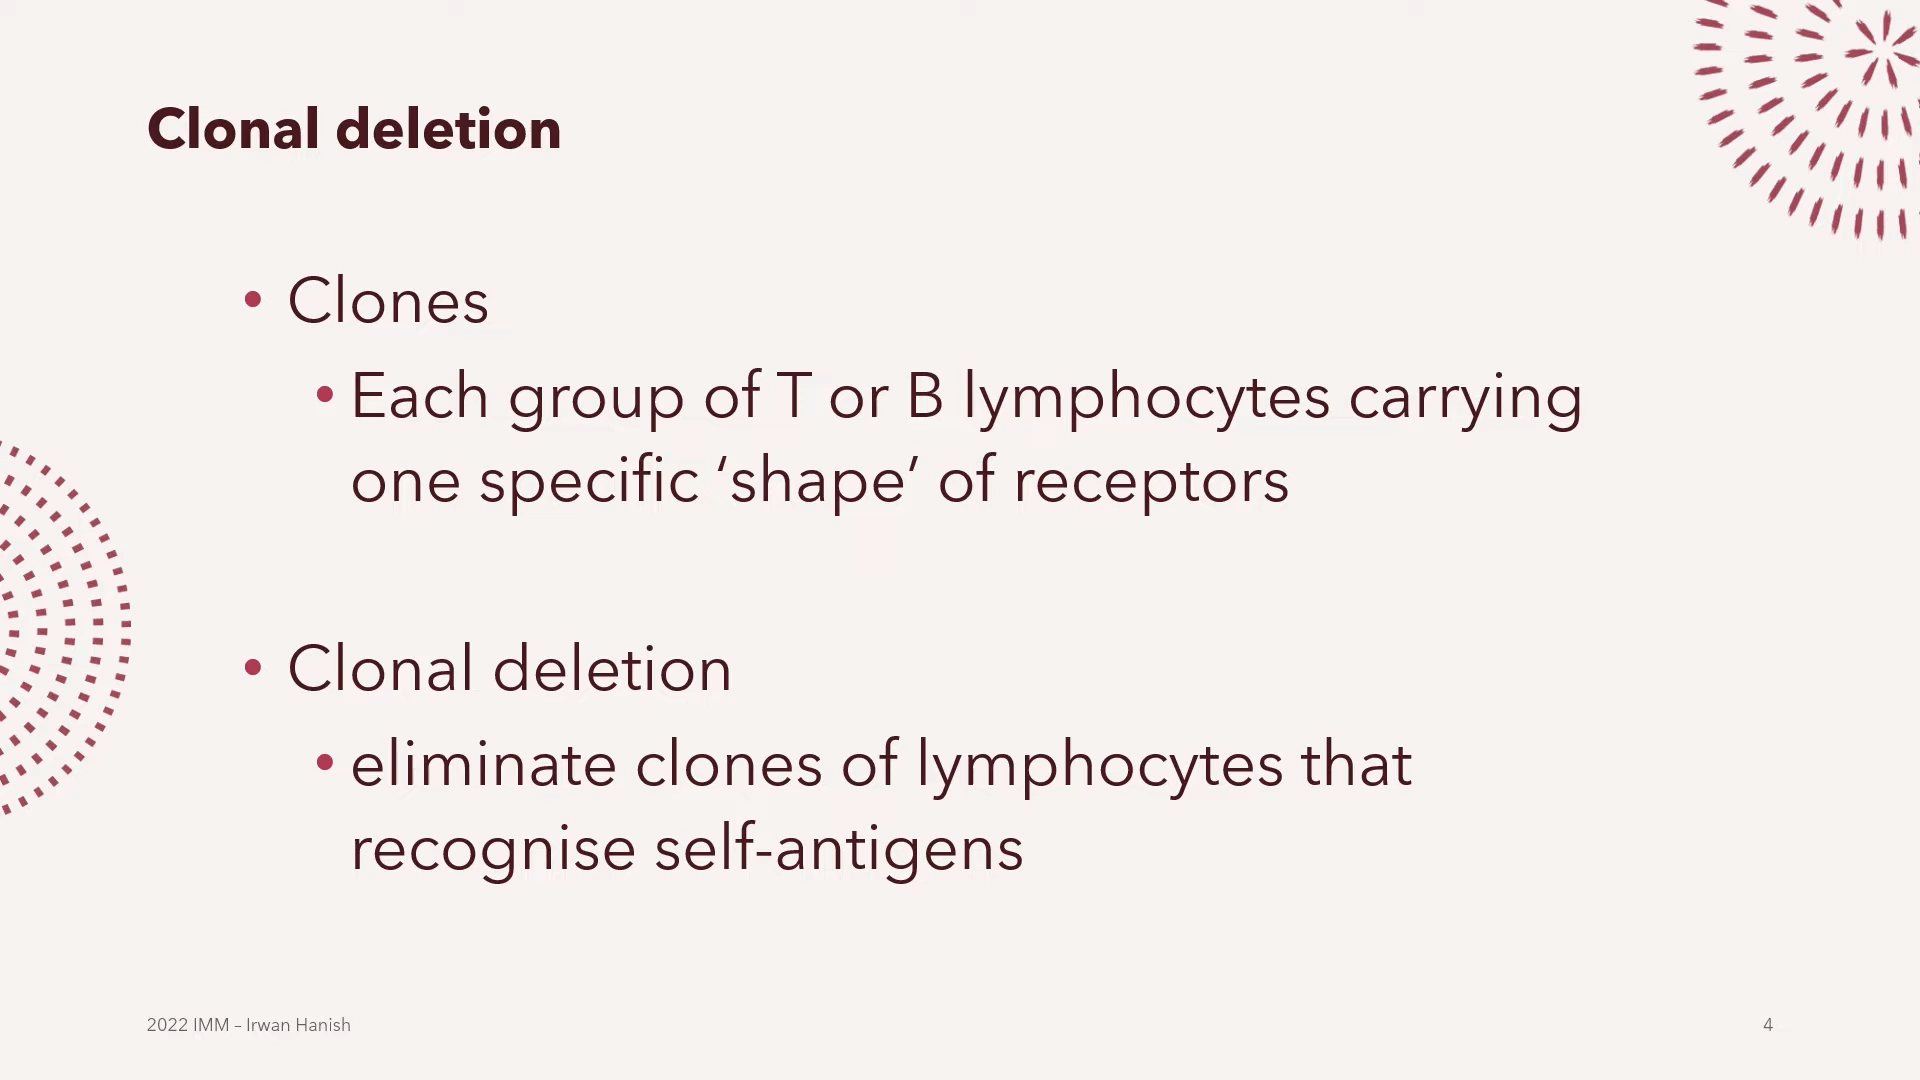 Clonal deletion
• Clones
• Each group of T or B lymphocytes carrying
one specific ‘shape’ of receptors
• Clonal deletion
• eliminate clones of lymphocytes that
recognise self-antigens
2022 IMM – Irwan Hanish
4